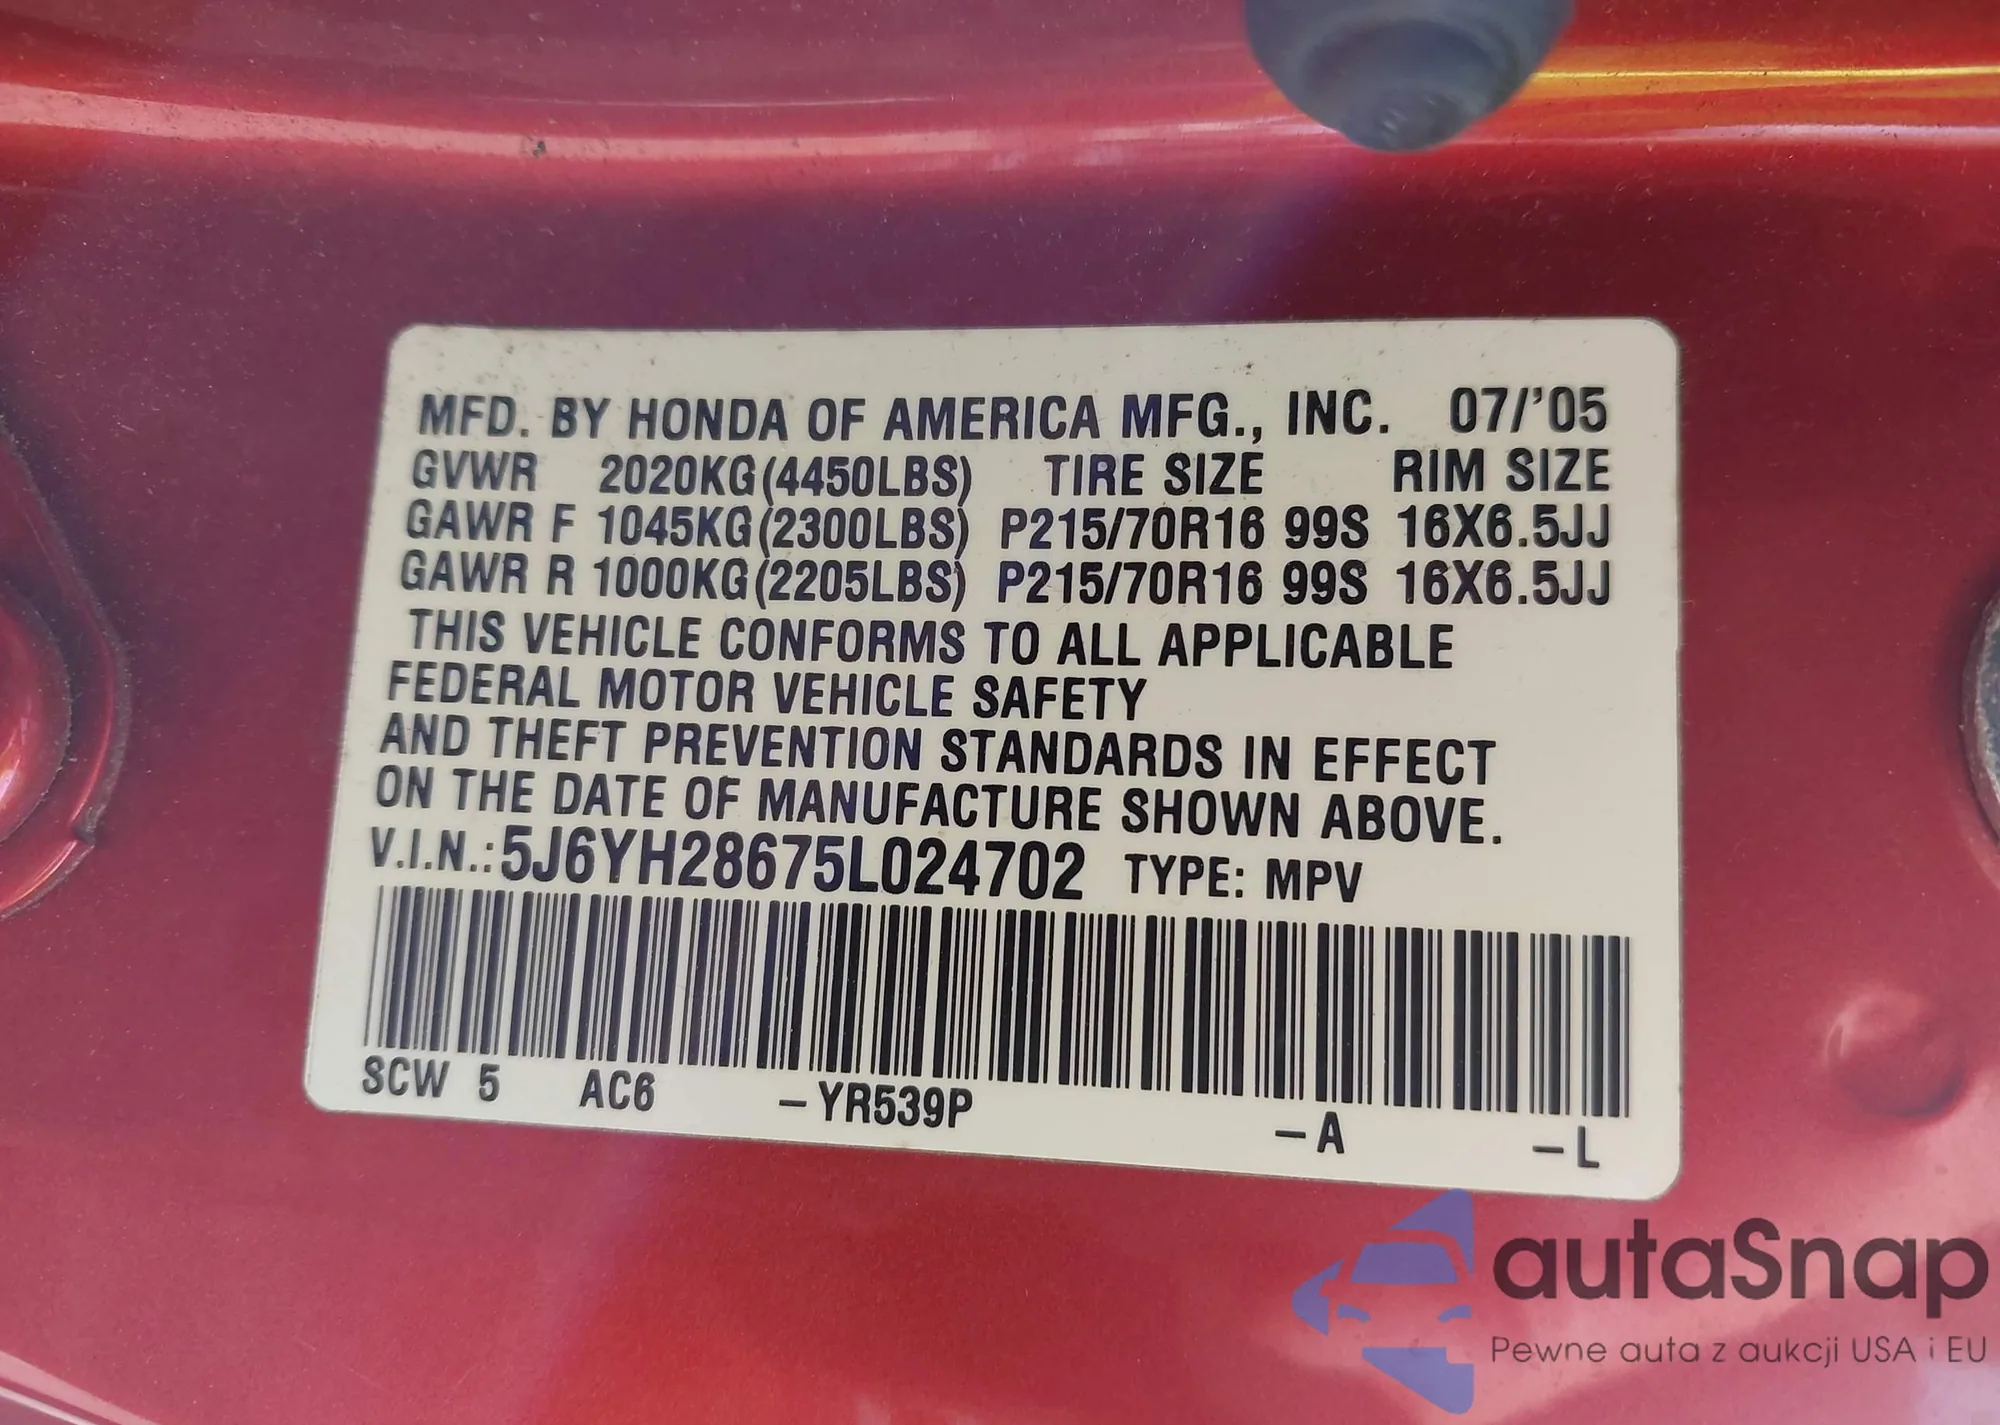 MFD. BY HONDA OF AMERICA MFG., INC. 07/'05
GVWR 2020KG(4450LBS) TIRE SIZE RIM SIZE
GAWR F 1045KG(2300LBS) P215/70R16 99S 16X6.5JJ
GAWR R 1000KG(2205LBS) P215/70R16 99S 16X6.5JJ
THIS VEHICLE CONFORMS TO ALL APPLICABLE
FEDERAL MOTOR VEHICLE SAFETY
AND THEFT PREVENTION STANDARDS IN EFFECT
ON THE DATE OF MANUFACTURE SHOWN ABOVE.
V.I.N.:5J6YH28675L024702 TYPE: MPV
SCW 5 AC6 –YR539P –A –L
autaSnap
Pewne auta z aukcji USA i EU